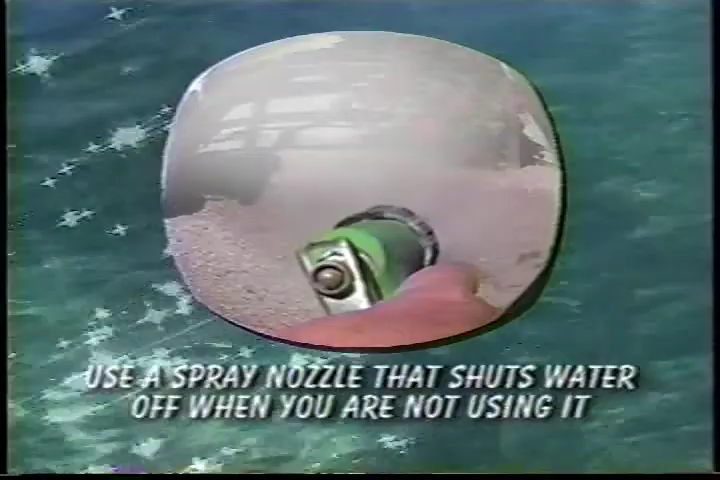 USE A SPRAY NOZZLE THAT SHUTS WATER
OFF WHEN YOU ARE NOT USING IT